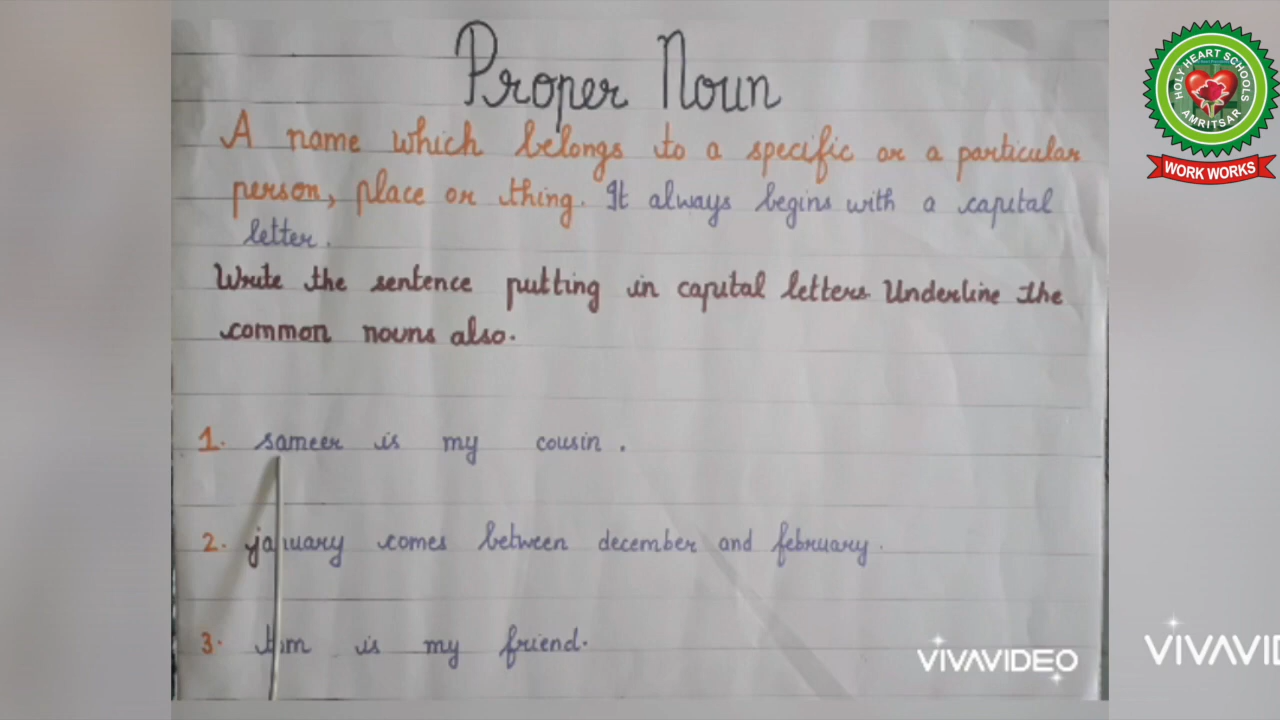 Proper Noun
A name which belongs to a specific or a particular
person, place or thing. It always begins with a capital
letter.
Write the sentence putting in capital letters. Underline the
common nouns also.
1. sameer is my cousin.
2. january comes between december and february.
3. is my friend.
HOLY HEART SCHOOLS
AMRITSAR
WORK WORKS
VIVAVIDEO
VIVAVID